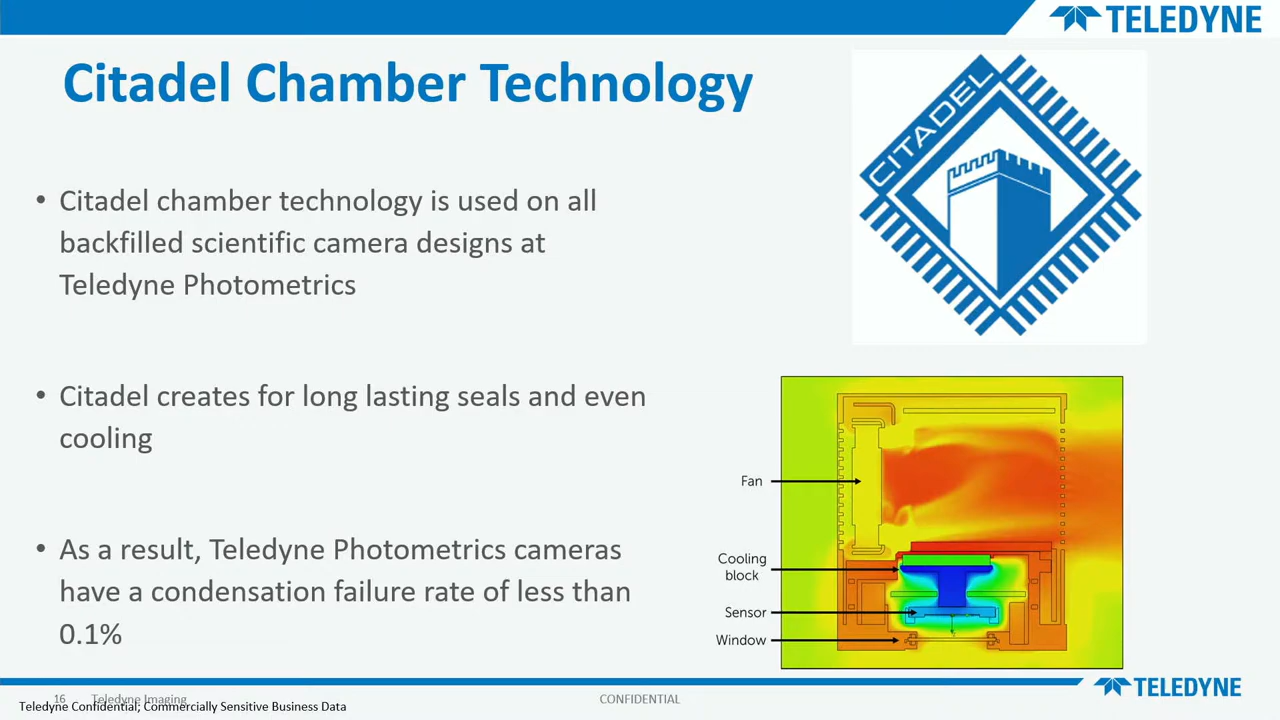 TELEDYNE
Citadel Chamber Technology
CITADEL
• Citadel chamber technology is used on all
backfilled scientific camera designs at
Teledyne Photometrics
• Citadel creates for long lasting seals and even
cooling
• As a result, Teledyne Photometrics cameras
have a condensation failure rate of less than
0.1%
Fan
Cooling
block
Sensor
Window
16 Teledyne Imaging
CONFIDENTIAL
TELEDYNE
Teledyne Confidential; Commercially Sensitive Business Data